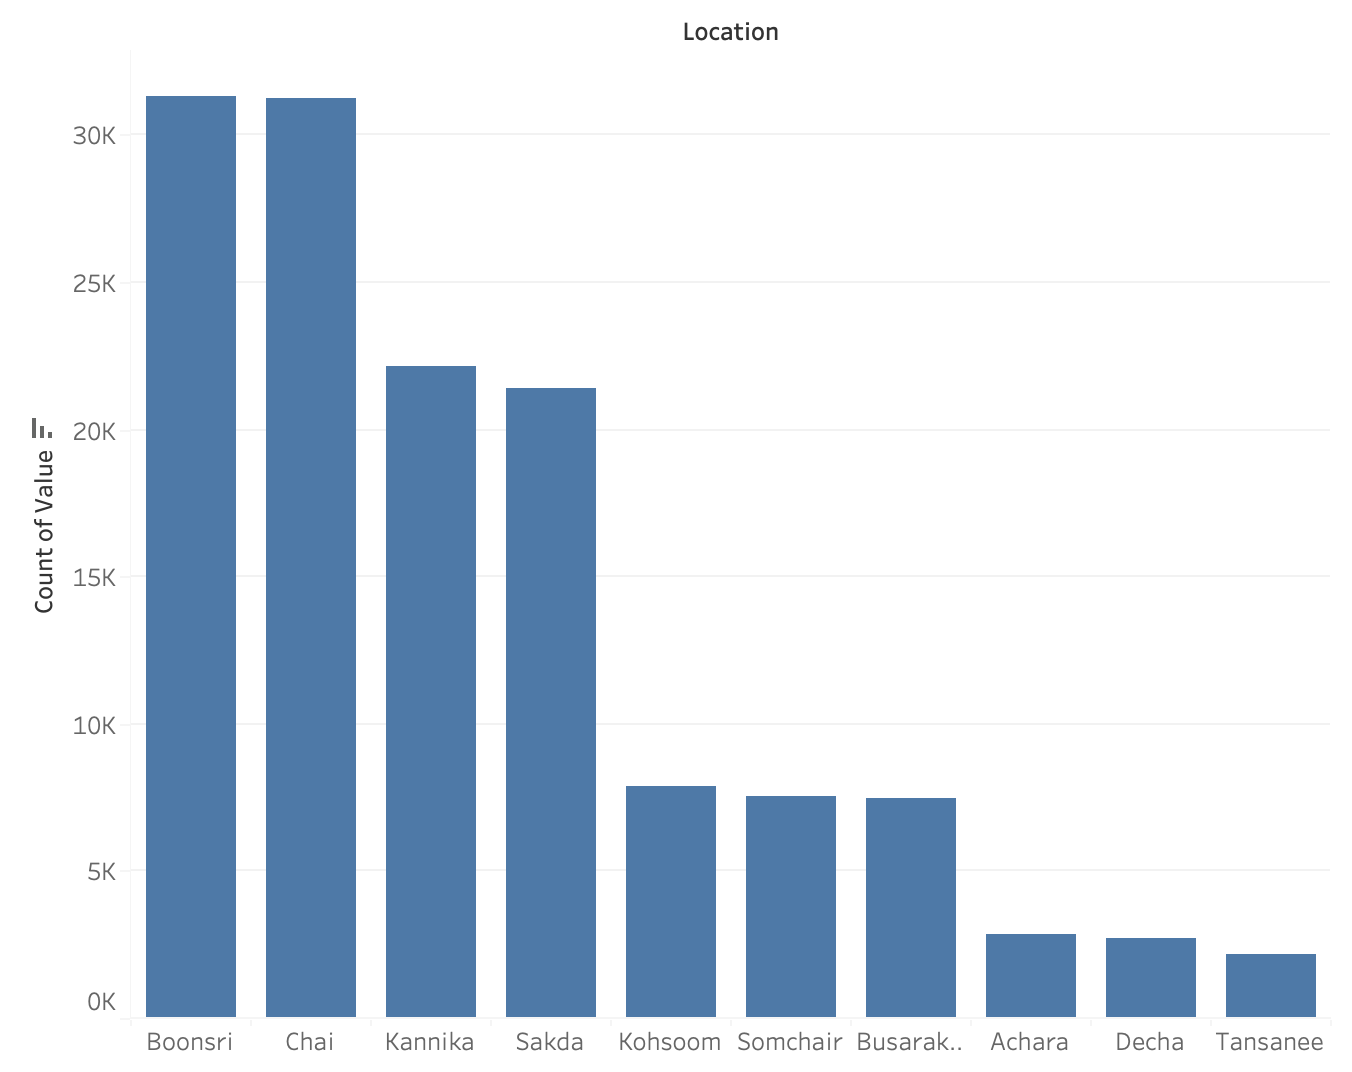 Location
30K
25K
20K
15K
10K
5K
0K
Count of Value
Boonsri Chai Kannika Sakda Kohsoom Somchair Busarak.. Achara Decha Tansanee